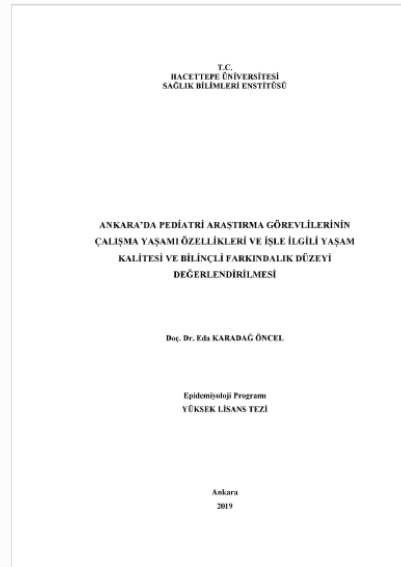 T.C.
HACETTEPE ÜNİVERSİTESİ
SAĞLIK BİLİMLERİ ENSTİTÜSÜ
ANKARA'DA PEDİATRİ ARAŞTIRMA GÖREVLİLERİNİN
ÇALIŞMA YAŞAMI ÖZELLİKLERİ VE İŞLE İLGİLİ YAŞAM
KALİTESİ VE BİLİNÇLİ FARKINDALIK DÜZEYİ
DEĞERLENDİRİLMESİ
Doç. Dr. Eda KARADAĞ ÖNCEL
Epidemiyoloji Programı
YÜKSEK LİSANS TEZİ
Ankara
2019